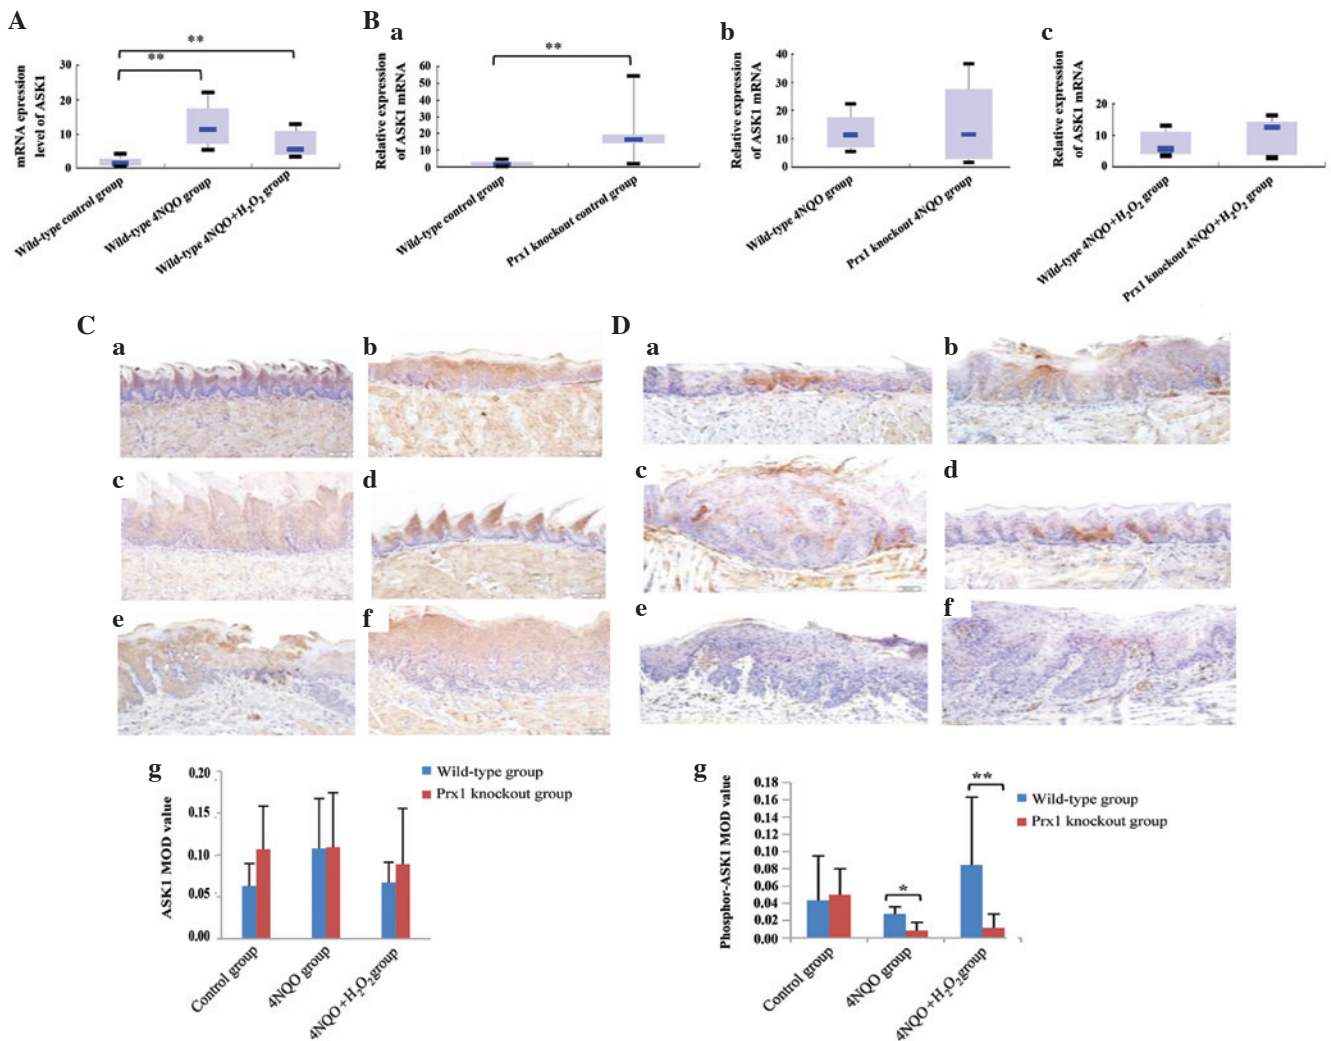 A
B
a
b
c
**
**
mRNA epression
level of ASK1
30
20
10
0
Wild-type control group
Wild-type 4NQO group
Wild-type 4NQO+H₂O₂ group
**
Relative expression
of ASK1 mRNA
60
50
40
30
20
10
0
Wild-type control group
Prx1 knockout control group
Relative expression
of ASK1 mRNA
40
30
20
10
0
Wild-type 4NQO group
Prx1 knockout 4NQO group
Relative expression
of ASK1 mRNA
20
10
0
Wild-type 4NQO+H₂O₂ group
Prx1 knockout 4NQO+H₂O₂ group
C
a
b
c
d
e
f
g
ASK1 MOD value
0.20
0.15
0.10
0.05
0.00
Wild-type group
Prx1 knockout group
Control group
4NQO group
4NQO+H₂O₂group
D
a
b
c
d
e
f
g
Phosphor-ASK1 MOD value
0.18
0.16
0.14
0.12
0.10
0.08
0.06
0.04
0.02
0.00
*
**
Wild-type group
Prx1 knockout group
Control group
4NQO group
4NQO+H₂O₂group